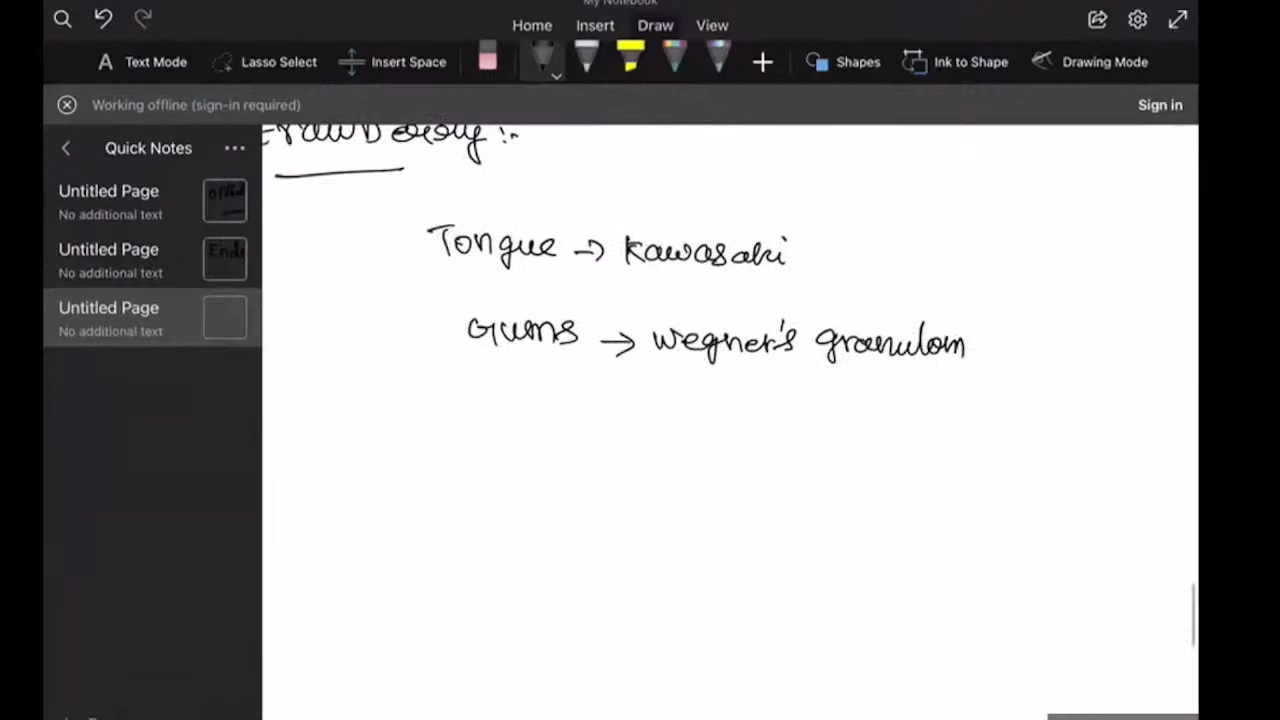 My Notebook
Home Insert Draw View
Text Mode Lasso Select Insert Space Shapes Ink to Shape Drawing Mode
Working offline (sign-in required) Sign in
Quick Notes
Untitled Page
No additional text
Untitled Page
No additional text
Untitled Page
No additional text
Tongue → Kawasaki
Gums → Wegner's granulom